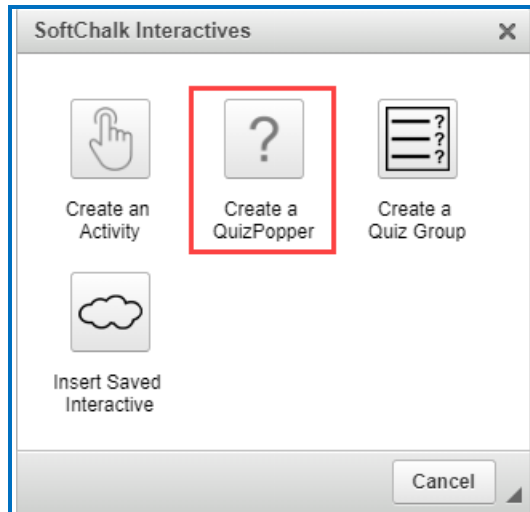 SoftChalk Interactives
?
?
?
?
Create an
Activity
Create a
QuizPopper
Create a
Quiz Group
Insert Saved
Interactive
Cancel